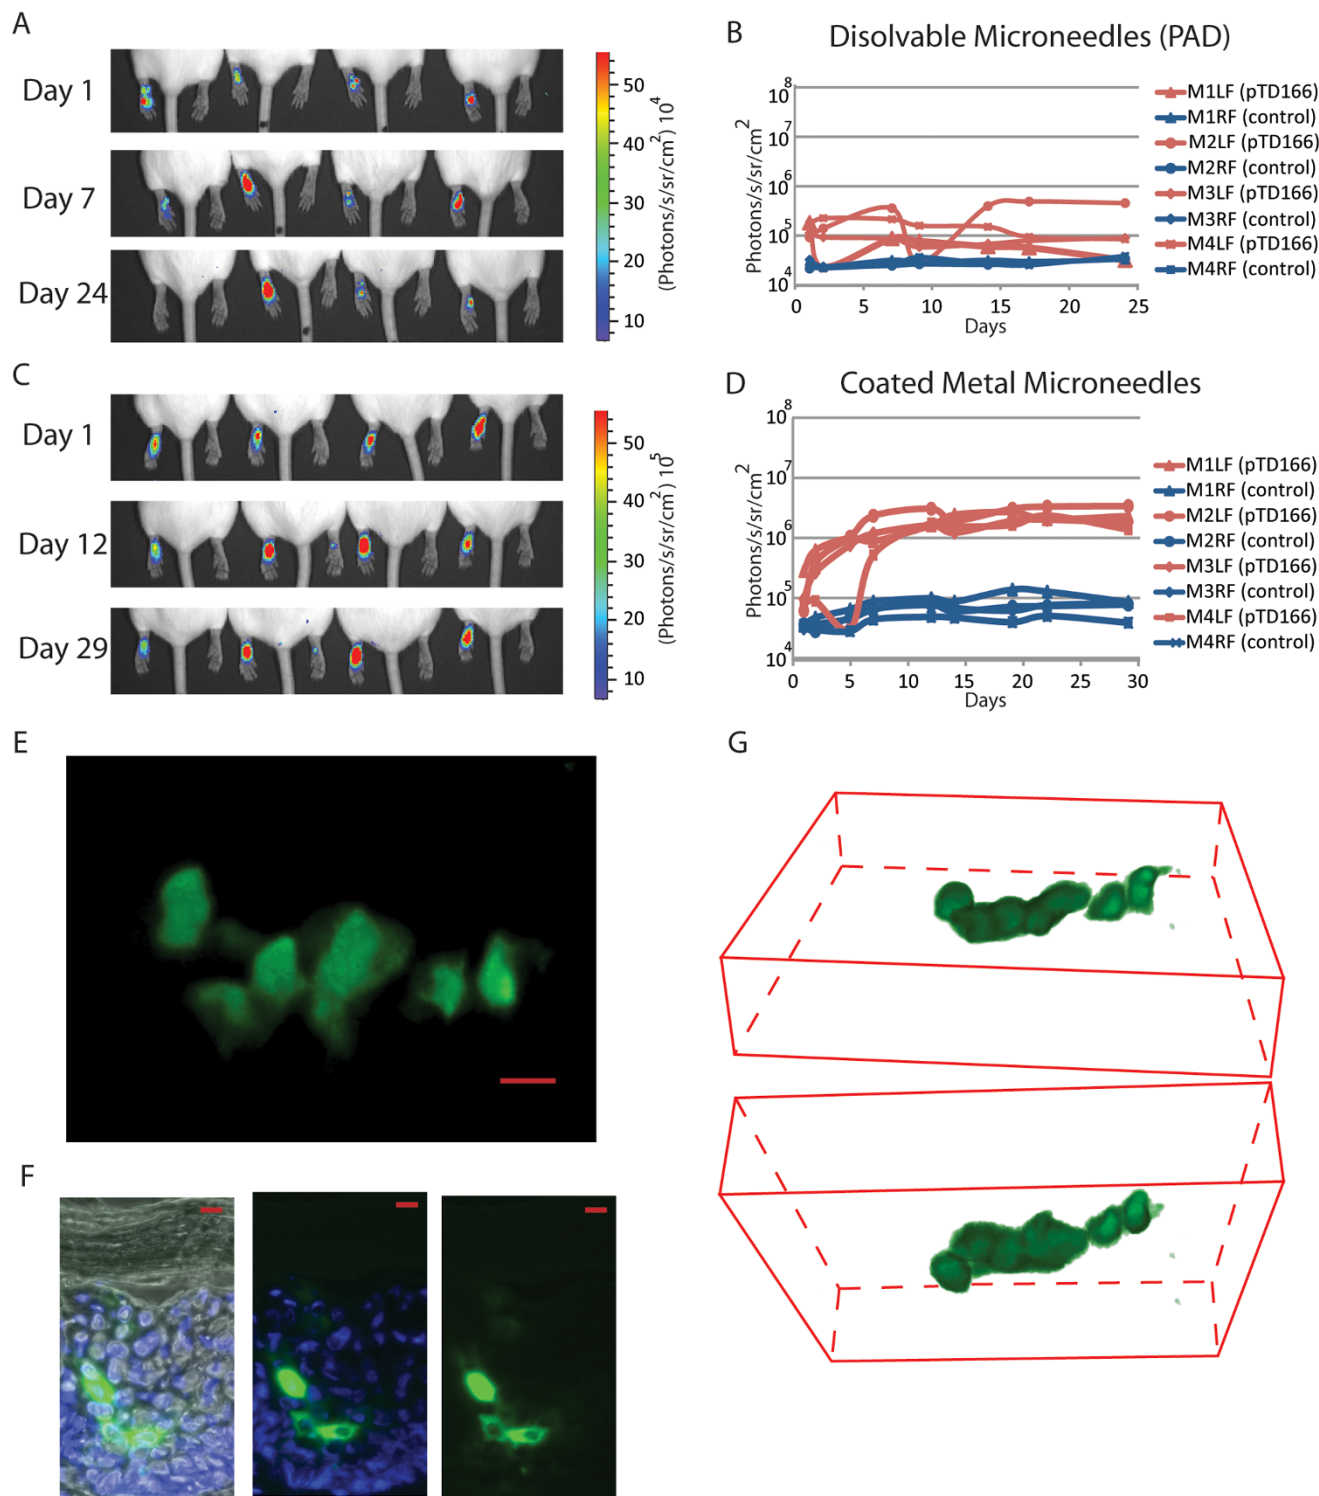 A
Day 1
Day 7
Day 24
50
40
30
20
10
(Photons/s/sr/cm²) 10⁴
B
Disolvable Microneedles (PAD)
Photons/s/sr/cm²
10⁸
10⁷
10⁶
10⁵
10⁴
0 5 10 15 20 25
Days
M1LF (pTD166)
M1RF (control)
M2LF (pTD166)
M2RF (control)
M3LF (pTD166)
M3RF (control)
M4LF (pTD166)
M4RF (control)
C
Day 1
Day 12
Day 29
50
40
30
20
10
(Photons/s/sr/cm²) 10⁵
D
Coated Metal Microneedles
Photons/s/sr/cm²
10⁸
10⁷
10⁶
10⁵
10⁴
0 5 10 15 20 25 30
Days
M1LF (pTD166)
M1RF (control)
M2LF (pTD166)
M2RF (control)
M3LF (pTD166)
M3RF (control)
M4LF (pTD166)
M4RF (control)
E
F
G